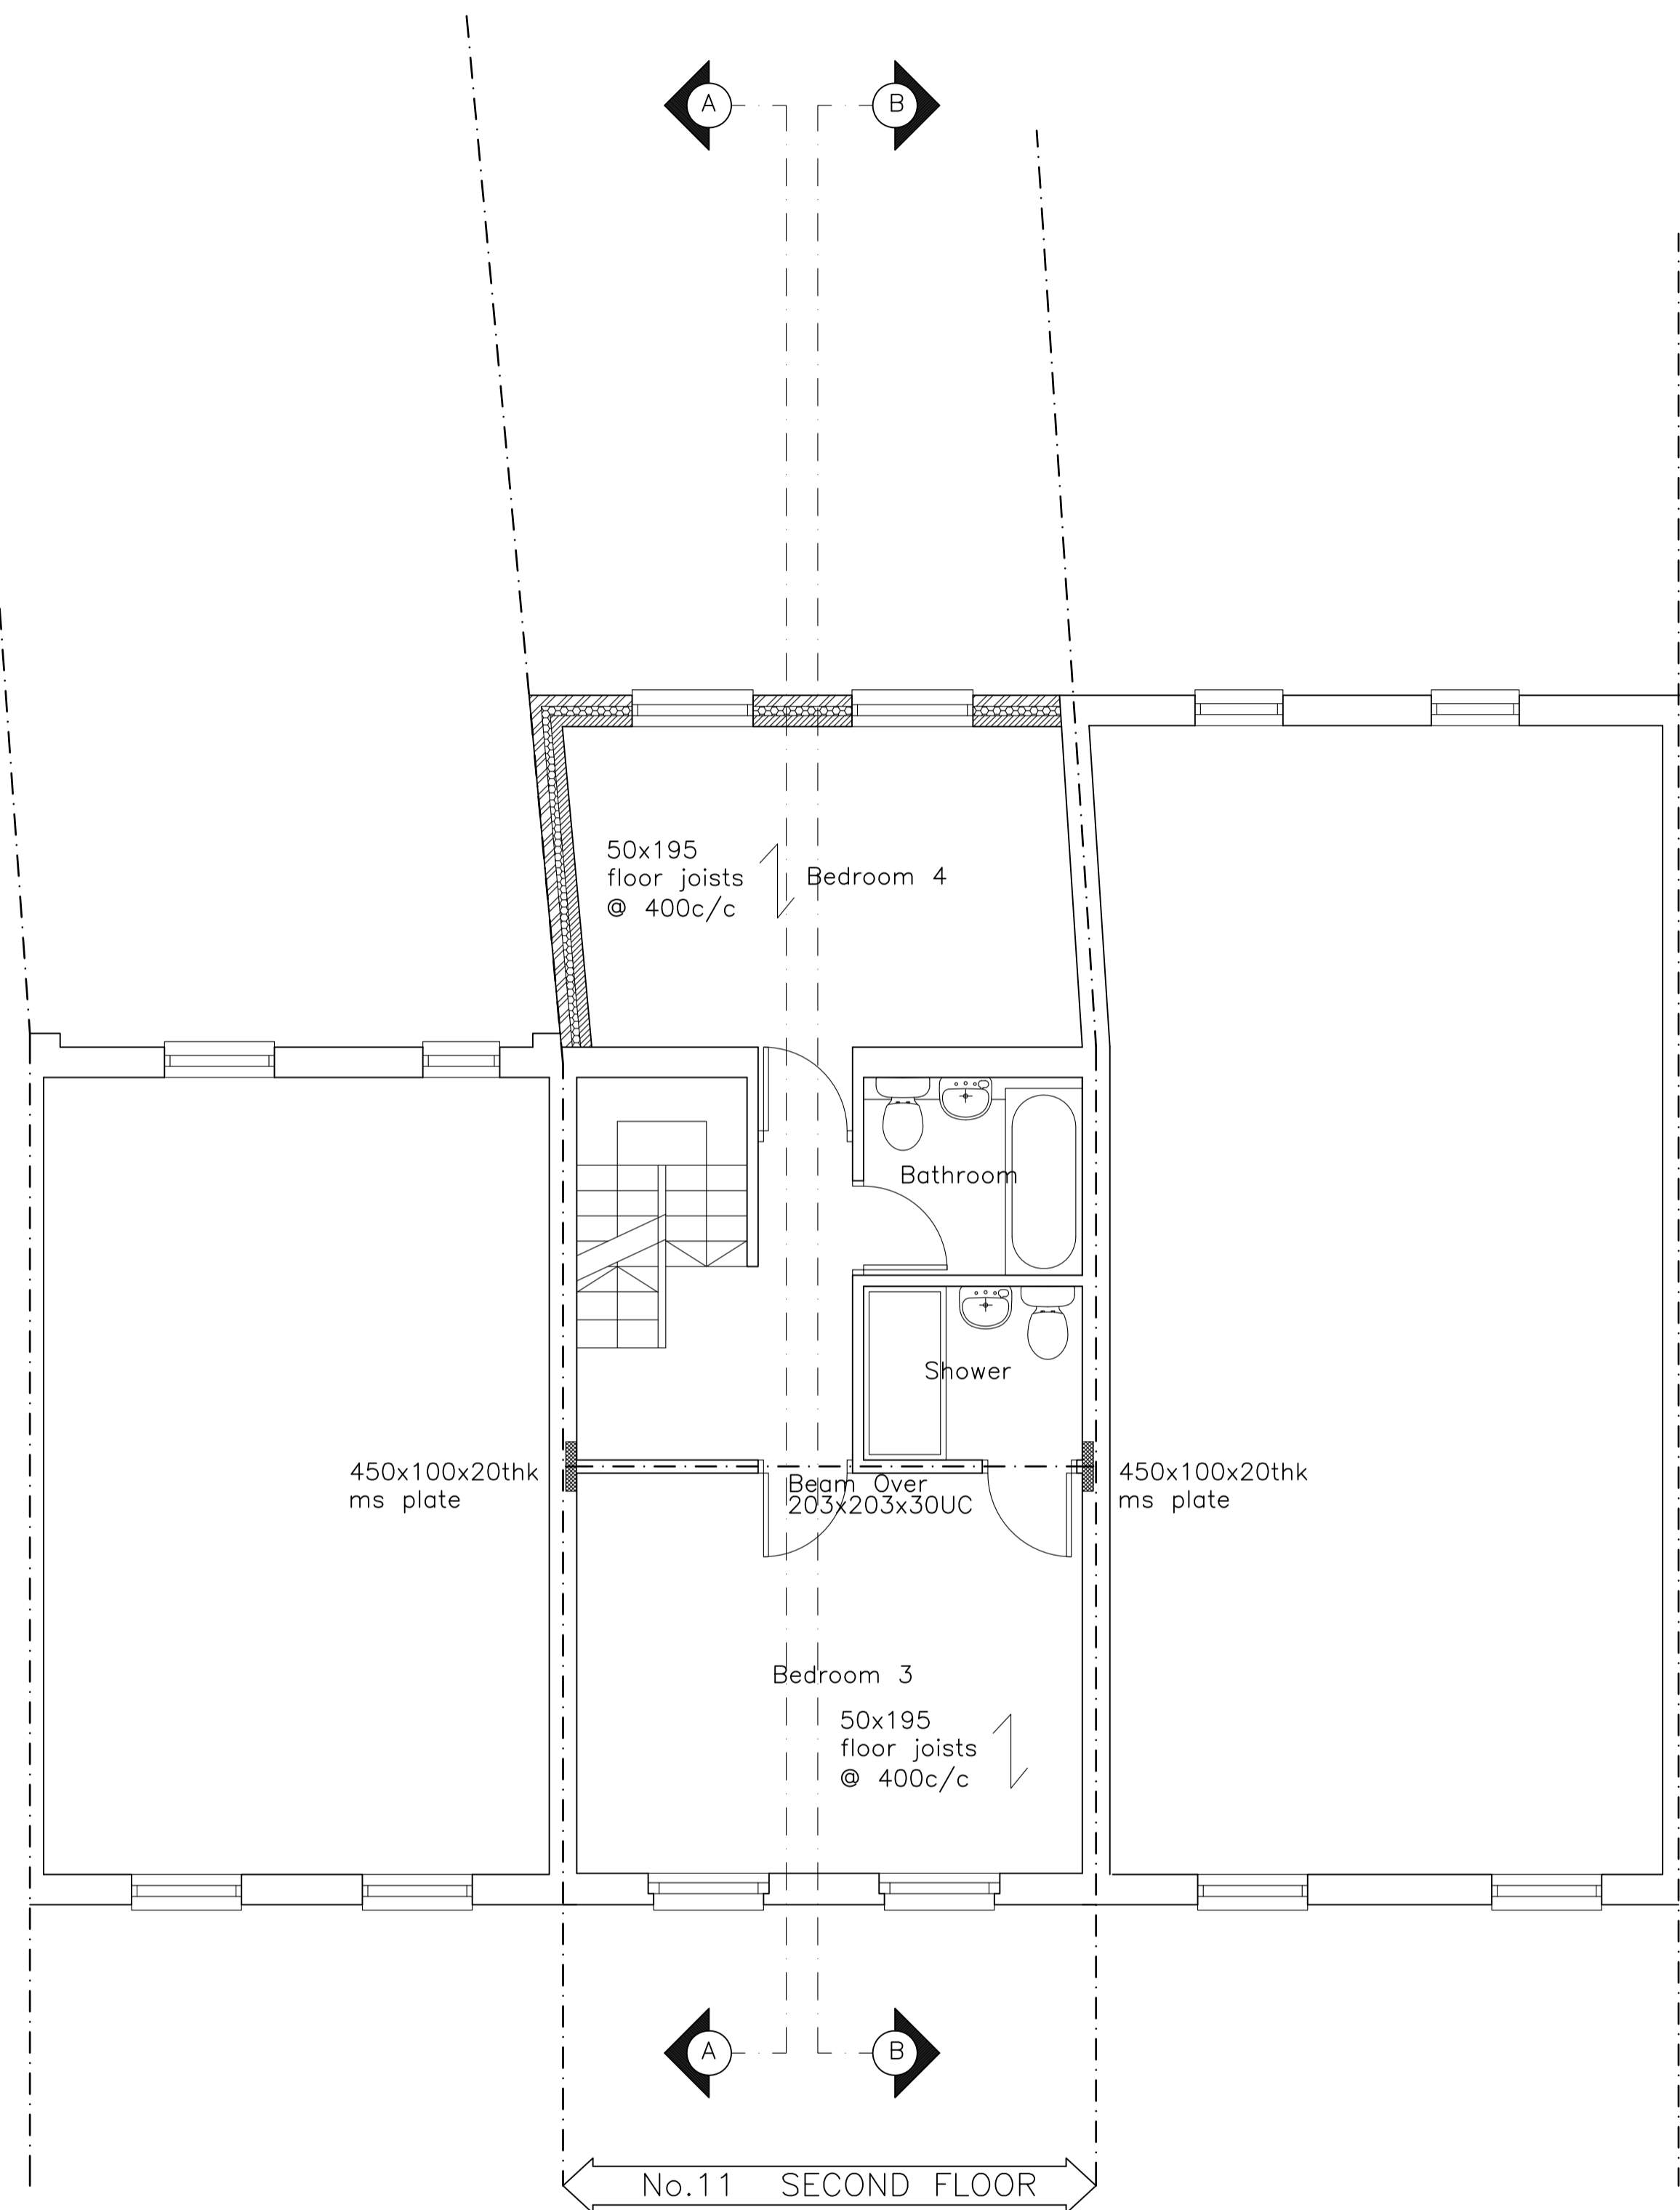 A B
50x195
floor joists
@ 400c/c
Bedroom 4
Bathroom
Shower
450x100x20thk
ms plate
Beam Over
203x203x30UC
450x100x20thk
ms plate
Bedroom 3
50x195
floor joists
@ 400c/c
A B
No.11 SECOND FLOOR